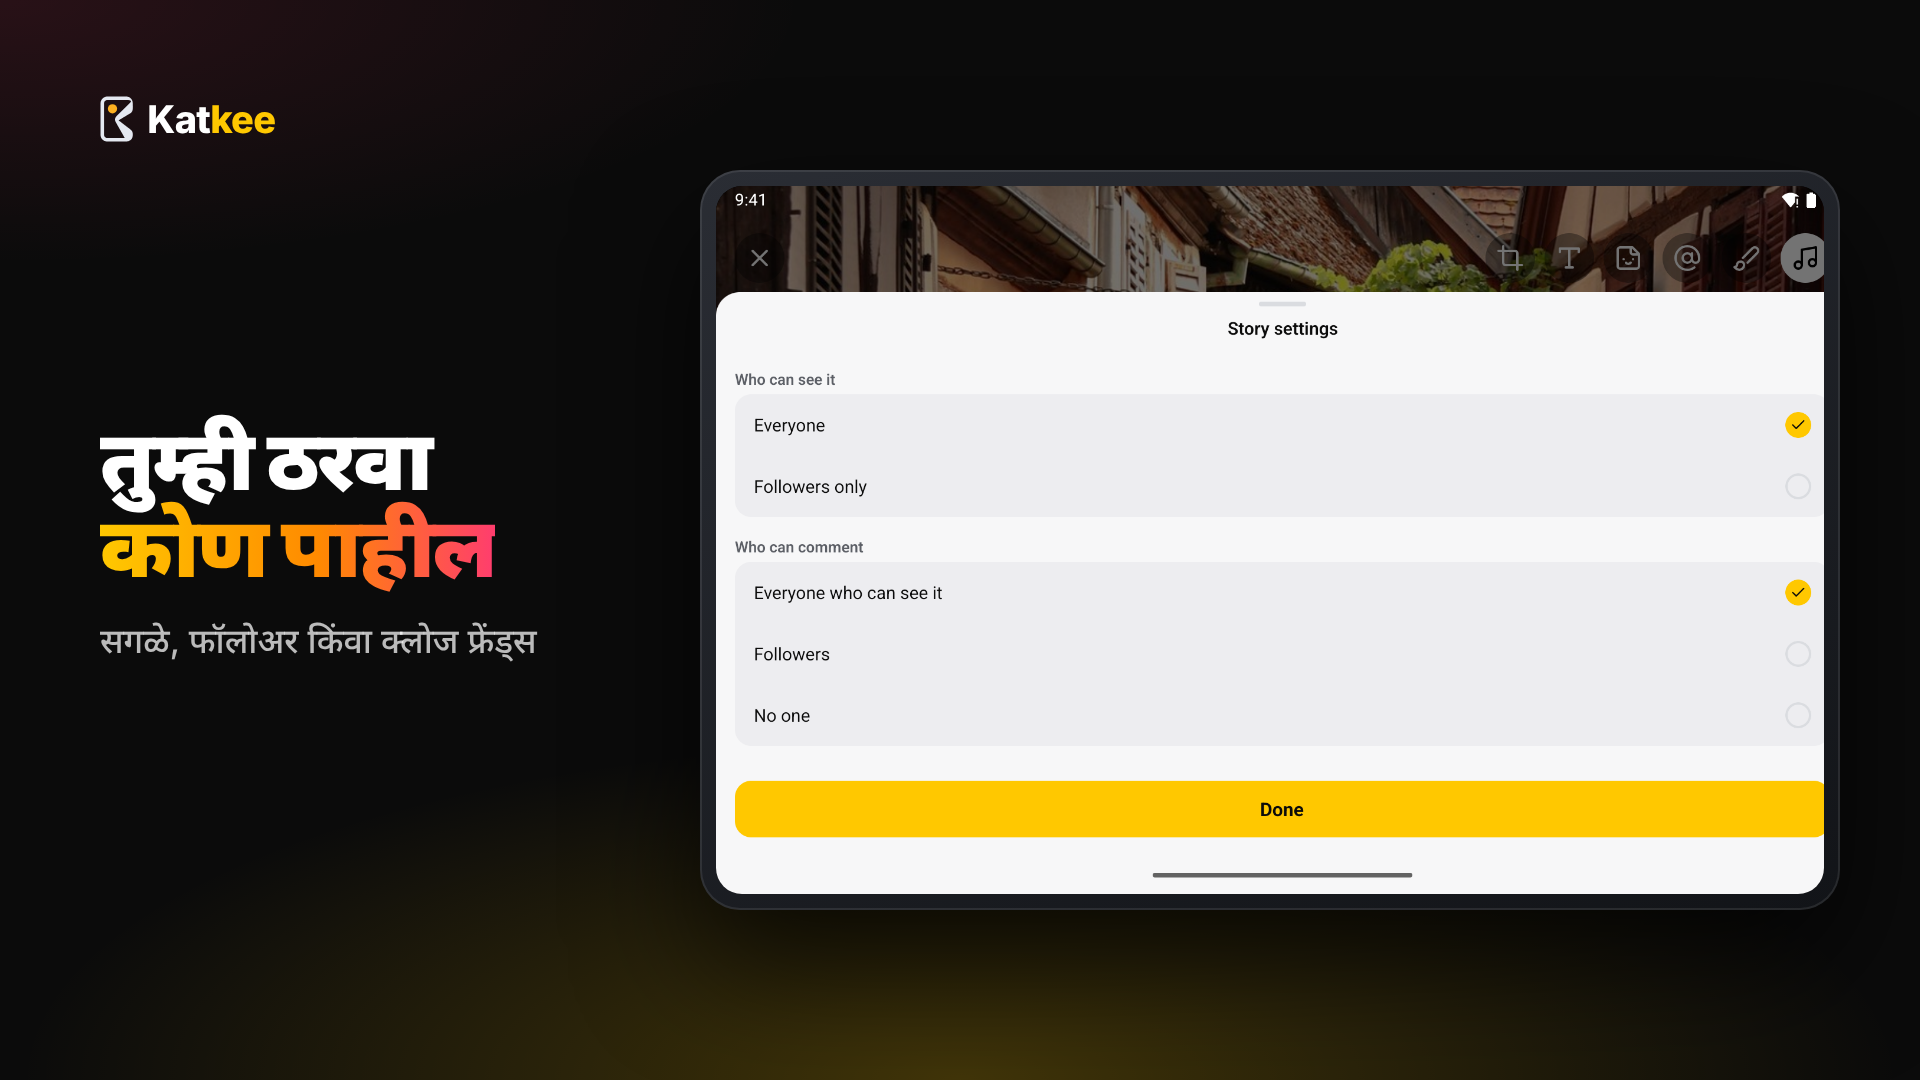 Katkee
तुम्ही ठरवा
कोण पाहील
सगळे, फॉलोअर किंवा क्लोज फ्रेंड्स
9:41
Story settings
Who can see it
Everyone
Followers only
Who can comment
Everyone who can see it
Followers
No one
Done